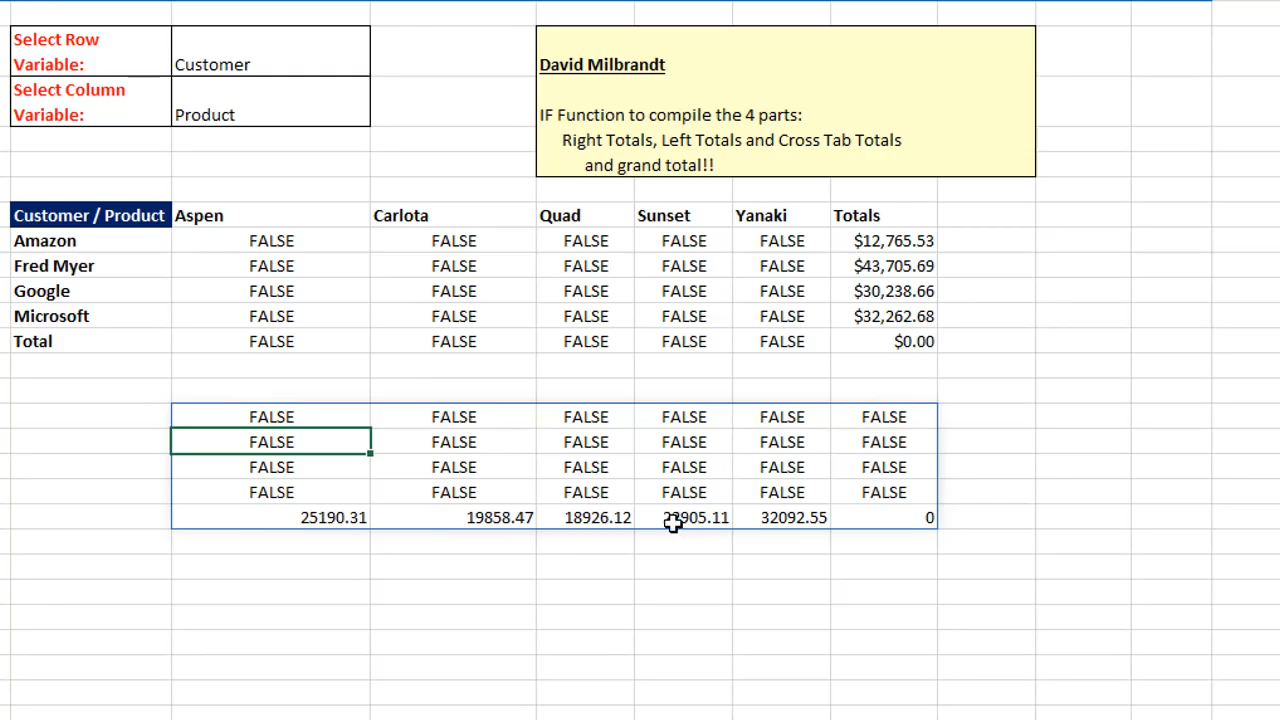 Select Row
Variable:
Customer
Select Column
Variable:
Product
David Milbrandt
IF Function to compile the 4 parts:
Right Totals, Left Totals and Cross Tab Totals
and grand total!!
Customer / Product Aspen Carlota Quad Sunset Yanaki Totals
Amazon FALSE FALSE FALSE FALSE FALSE $12,765.53
Fred Myer FALSE FALSE FALSE FALSE FALSE $43,705.69
Google FALSE FALSE FALSE FALSE FALSE $30,238.66
Microsoft FALSE FALSE FALSE FALSE FALSE $32,262.68
Total FALSE FALSE FALSE FALSE FALSE $0.00
FALSE FALSE FALSE FALSE FALSE FALSE
FALSE FALSE FALSE FALSE FALSE FALSE
FALSE FALSE FALSE FALSE FALSE FALSE
FALSE FALSE FALSE FALSE FALSE FALSE
25190.31 19858.47 18926.12 22905.11 32092.55 0